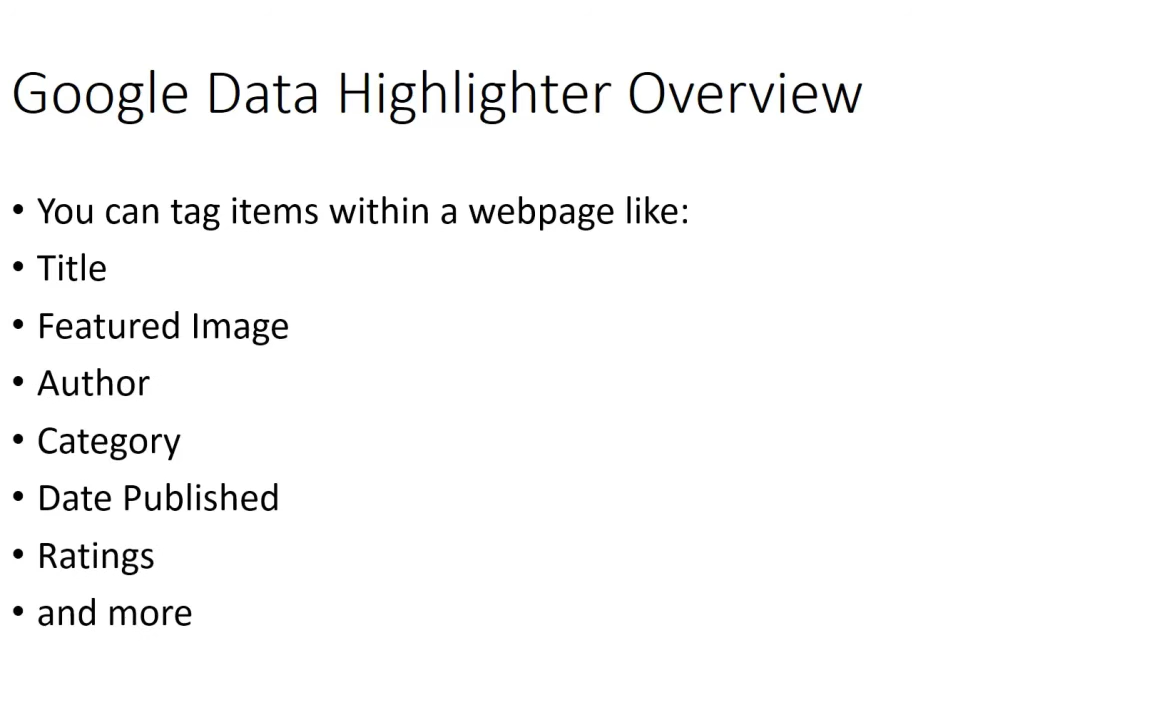 Google Data Highlighter Overview
• You can tag items within a webpage like:
• Title
• Featured Image
• Author
• Category
• Date Published
• Ratings
• and more